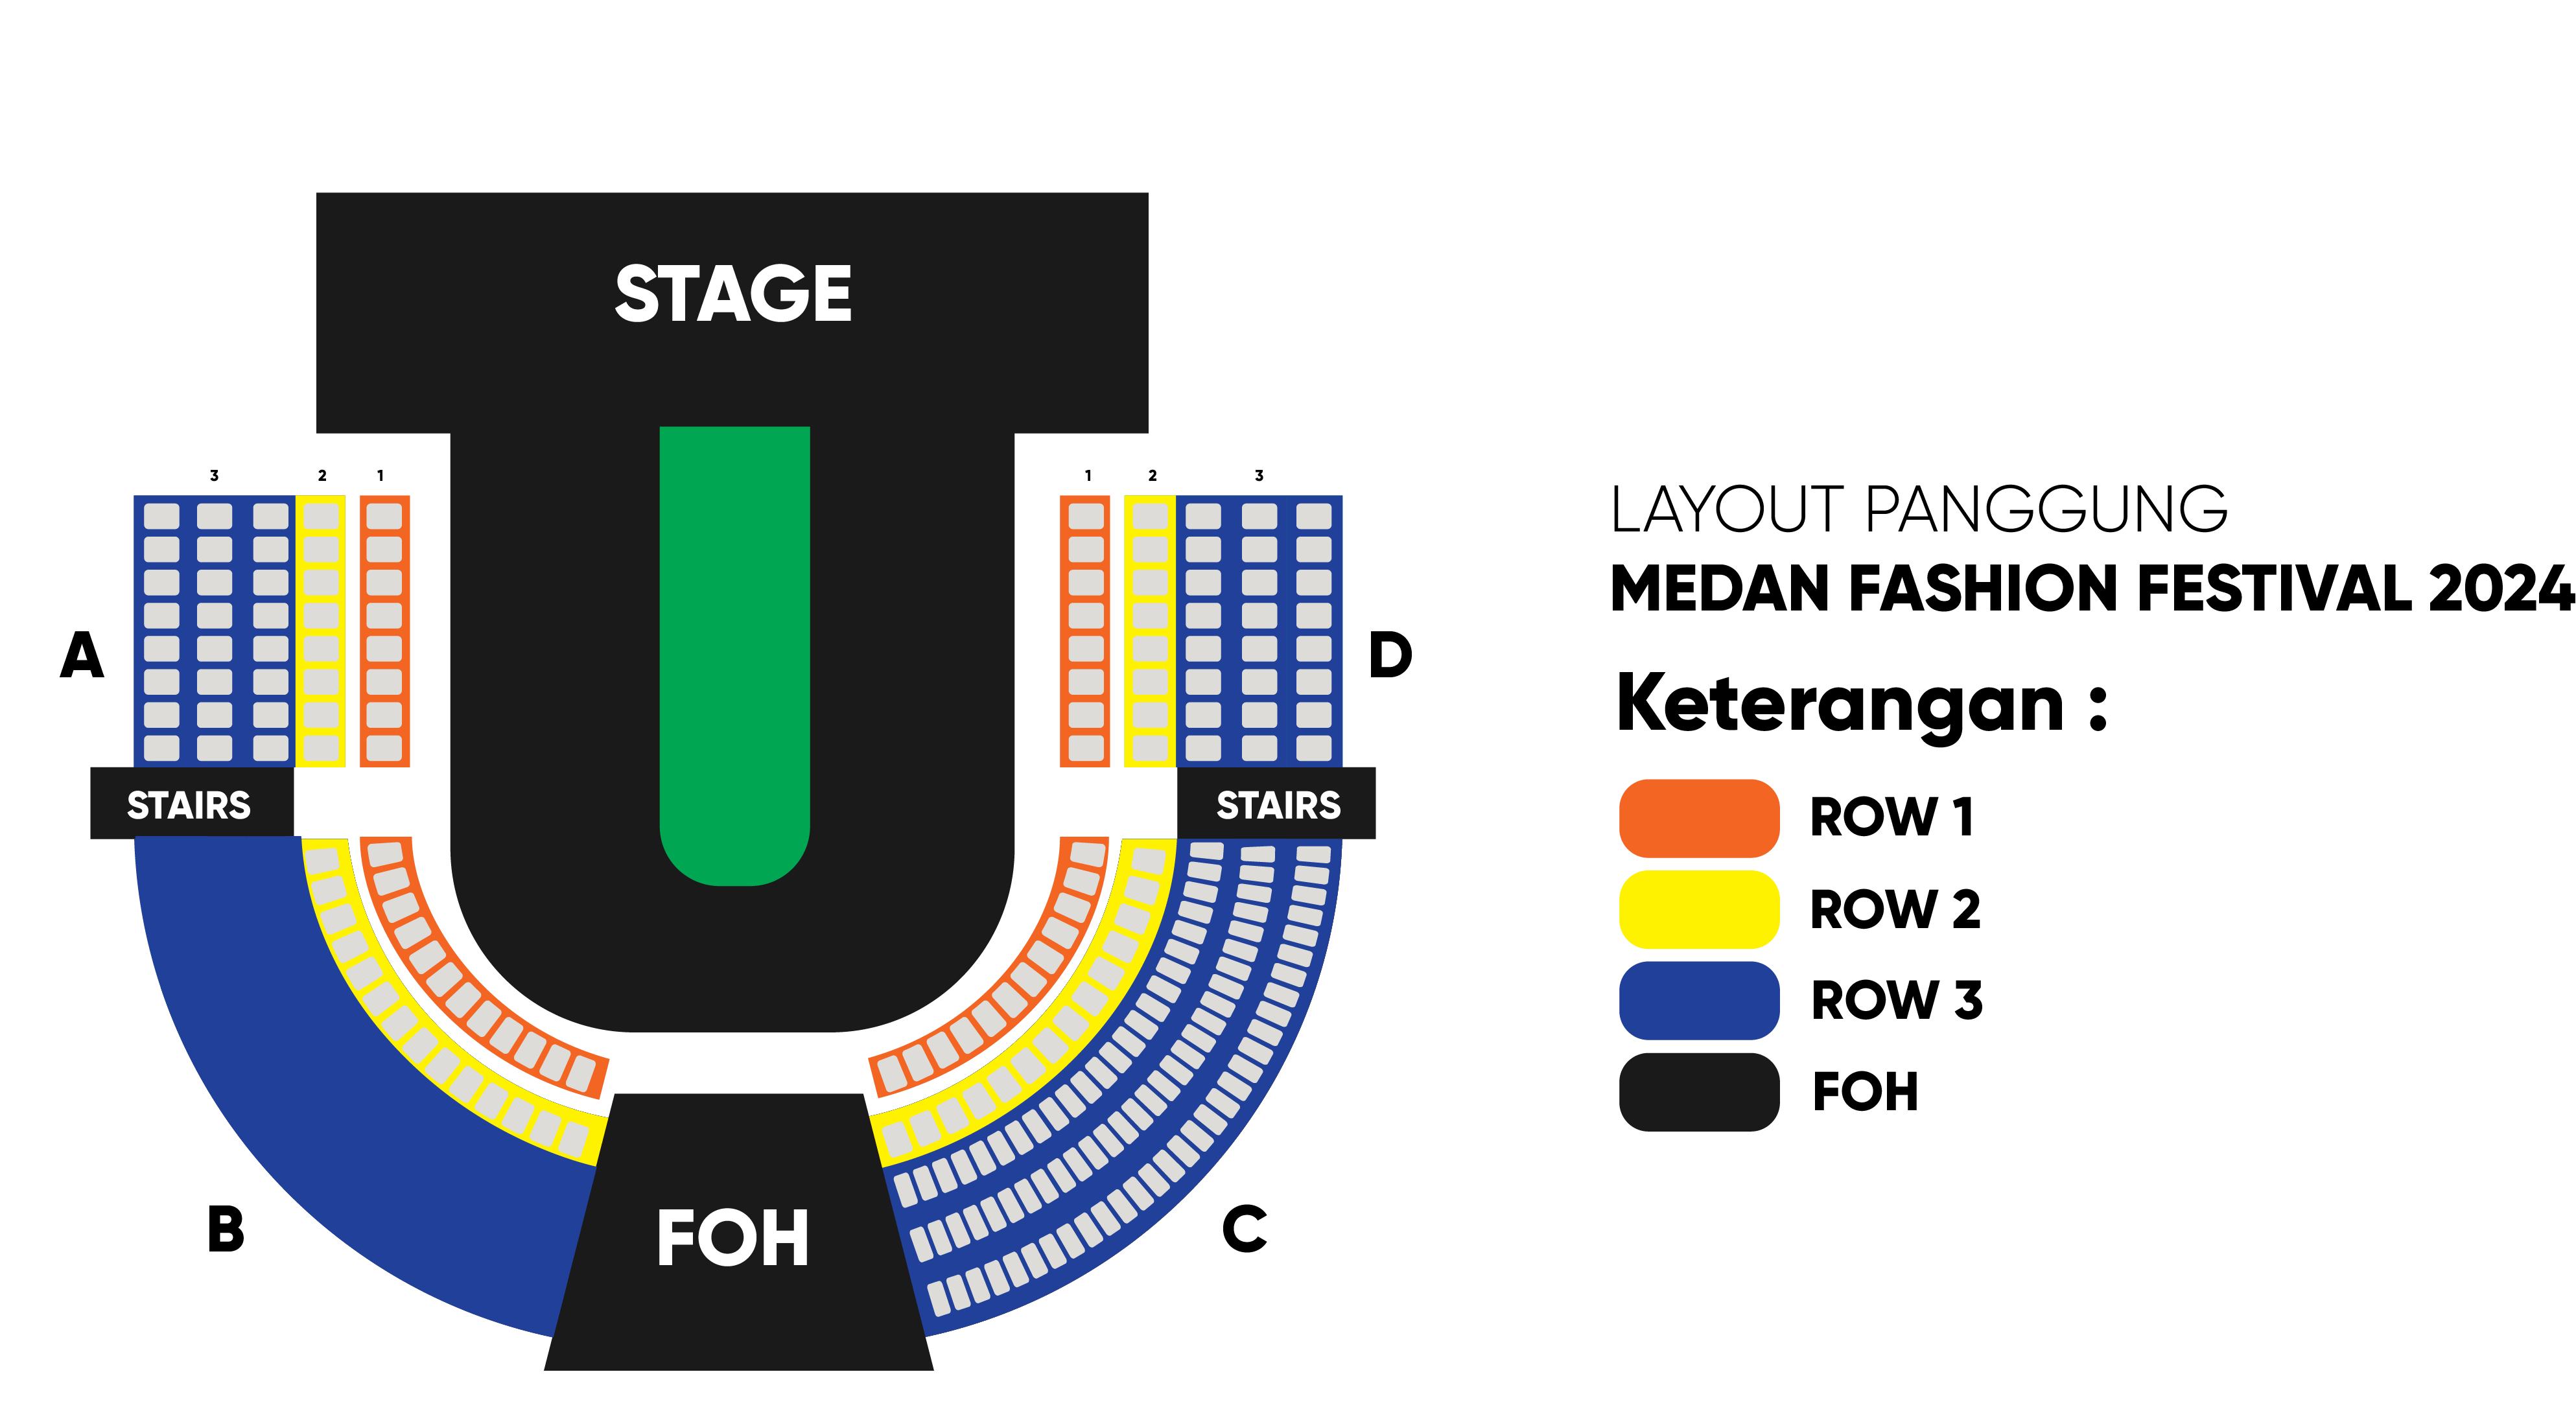 STAGE
3 2 1
1 2 3
A
D
STAIRS
STAIRS
B
C
FOH
LAYOUT PANGGUNG
MEDAN FASHION FESTIVAL 2024
Keterangan :
ROW 1
ROW 2
ROW 3
FOH